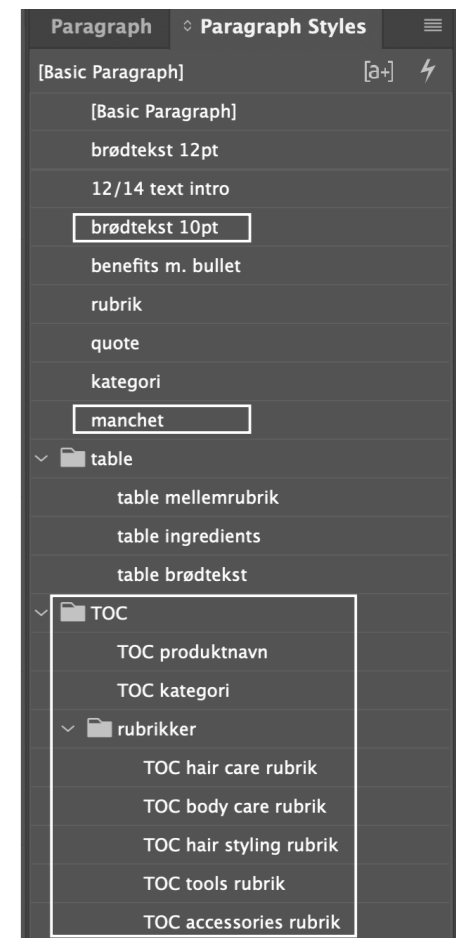 Paragraph Paragraph Styles
[Basic Paragraph] [a+]
[Basic Paragraph]
brødtekst 12pt
12/14 text intro
brødtekst 10pt
benefits m. bullet
rubrik
quote
kategori
manchet
table
table mellemrubrik
table ingredients
table brødtekst
TOC
TOC produktnavn
TOC kategori
rubrikker
TOC hair care rubrik
TOC body care rubrik
TOC hair styling rubrik
TOC tools rubrik
TOC accessories rubrik